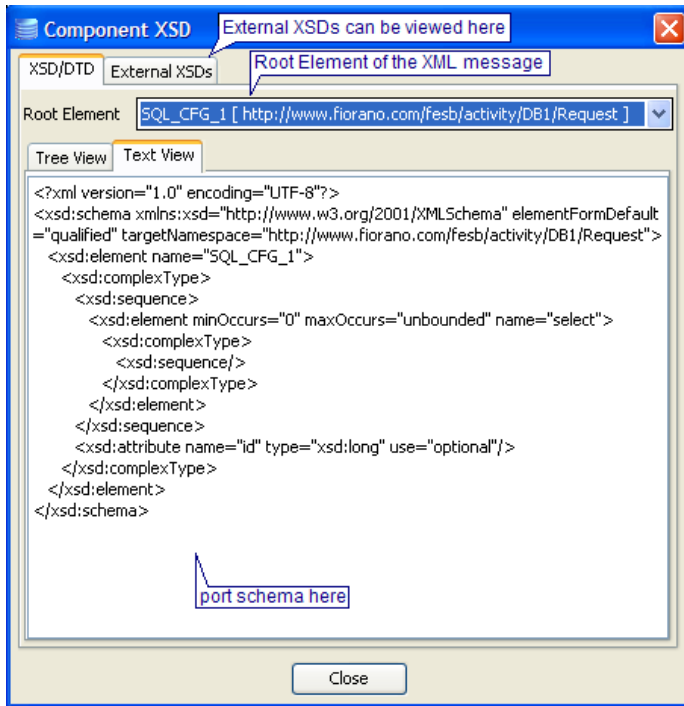 Component XSD
External XSDs can be viewed here
XSD/DTD
External XSDs
Root Element of the XML message
Root Element
SQL_CFG_1 [ http://www.fiorano.com/fesb/activity/DB1/Request ]
Tree View
Text View
<?xml version="1.0" encoding="UTF-8"?>
<xsd:schema xmlns:xsd="http://www.w3.org/2001/XMLSchema" elementFormDefault
="qualified" targetNamespace="http://www.fiorano.com/fesb/activity/DB1/Request">
<xsd:element name="SQL_CFG_1">
<xsd:complexType>
<xsd:sequence>
<xsd:element minOccurs="0" maxOccurs="unbounded" name="select">
<xsd:complexType>
<xsd:sequence/>
</xsd:complexType>
</xsd:element>
</xsd:sequence>
<xsd:attribute name="id" type="xsd:long" use="optional"/>
</xsd:complexType>
</xsd:element>
</xsd:schema>
port schema here
Close